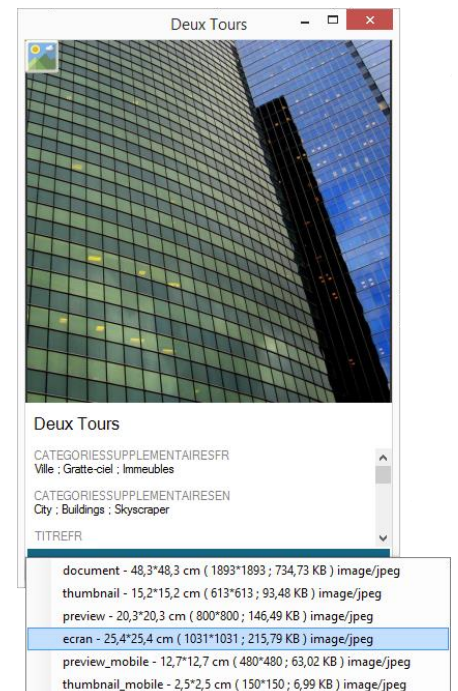 Deux Tours
Deux Tours
CATEGORIESSUPPLEMENTAIRESFR
Ville ; Gratte-ciel ; Immeubles
CATEGORIESSUPPLEMENTAIRESEN
City ; Buildings ; Skyscraper
TITREFR
document - 48,3*48,3 cm ( 1893*1893 ; 734,73 KB ) image/jpeg
thumbnail - 15,2*15,2 cm ( 613*613 ; 93,48 KB ) image/jpeg
preview - 20,3*20,3 cm ( 800*800 ; 146,49 KB ) image/jpeg
ecran - 25,4*25,4 cm ( 1031*1031 ; 215,79 KB ) image/jpeg
preview_mobile - 12,7*12,7 cm ( 480*480 ; 63,02 KB ) image/jpeg
thumbnail_mobile - 2,5*2,5 cm ( 150*150 ; 6,99 KB ) image/jpeg